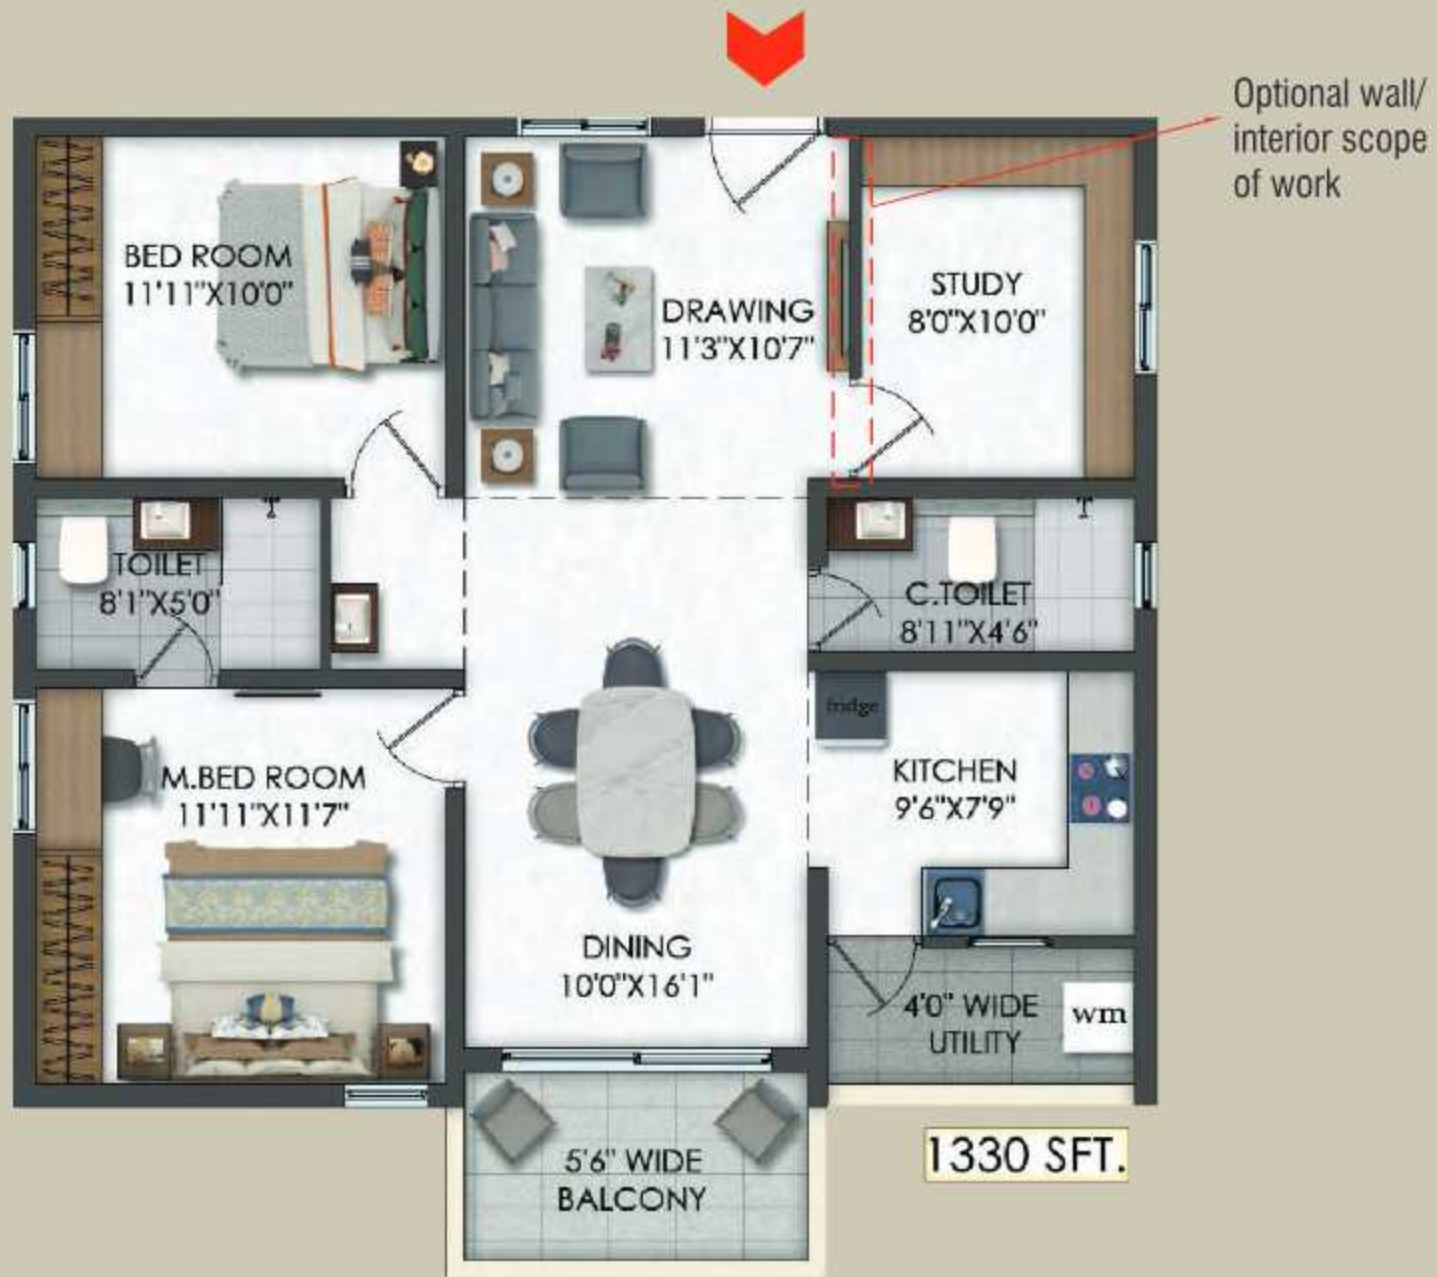 Optional wall/
interior scope
of work
BED ROOM
11'11"X10'0"
DRAWING
11'3"X10'7"
STUDY
8'0"X10'0"
TOILET
8'1"X5'0"
C.TOILET
8'11"X4'6"
fridge
M.BED ROOM
11'11"X11'7"
KITCHEN
9'6"X7'9"
DINING
10'0"X16'1"
4'0" WIDE
UTILITY
wm
5'6" WIDE
BALCONY
1330 SFT.